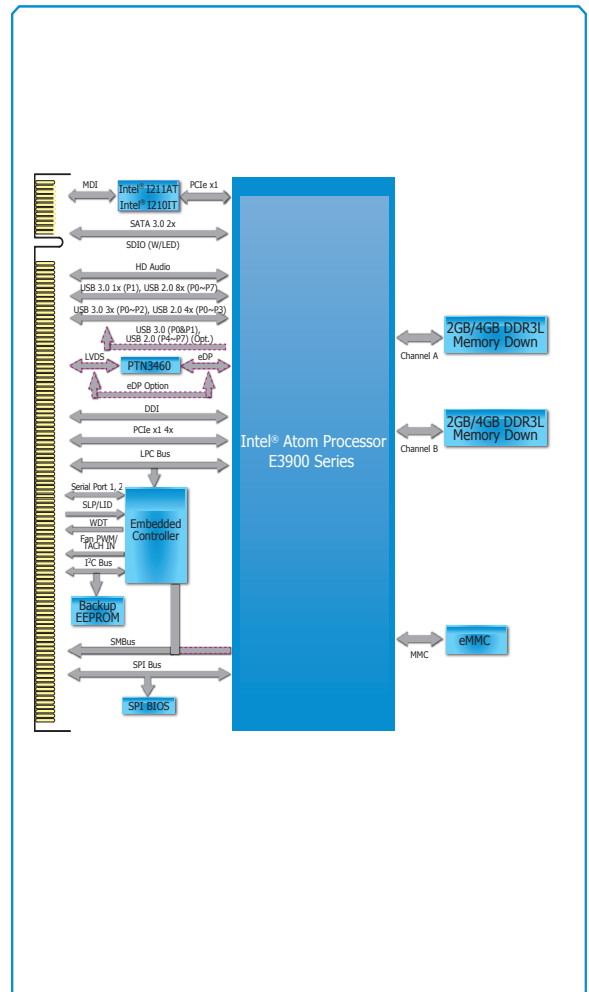 MDI
Intel® I211AT
Intel® I210IT
PCIe x1
SATA 3.0 2x
SDIO (W/LED)
HD Audio
USB 3.0 1x (P1), USB 2.0 8x (P0~P7)
USB 3.0 3x (P0~P2), USB 2.0 4x (P0~P3)
USB 3.0 (P0&P1),
USB 2.0 (P4~P7) (Opt.)
LVDS
PTN3460
eDP
eDP Option
DDI
PCIe x1 4x
LPC Bus
Serial Port 1, 2
SLP/LID
WDT
Fan PWM/
TACH IN
I²C Bus
Embedded
Controller
Backup
EEPROM
SMBus
SPI Bus
SPI BIOS
Intel® Atom Processor
E3900 Series
Channel A
2GB/4GB DDR3L
Memory Down
Channel B
2GB/4GB DDR3L
Memory Down
MMC
eMMC